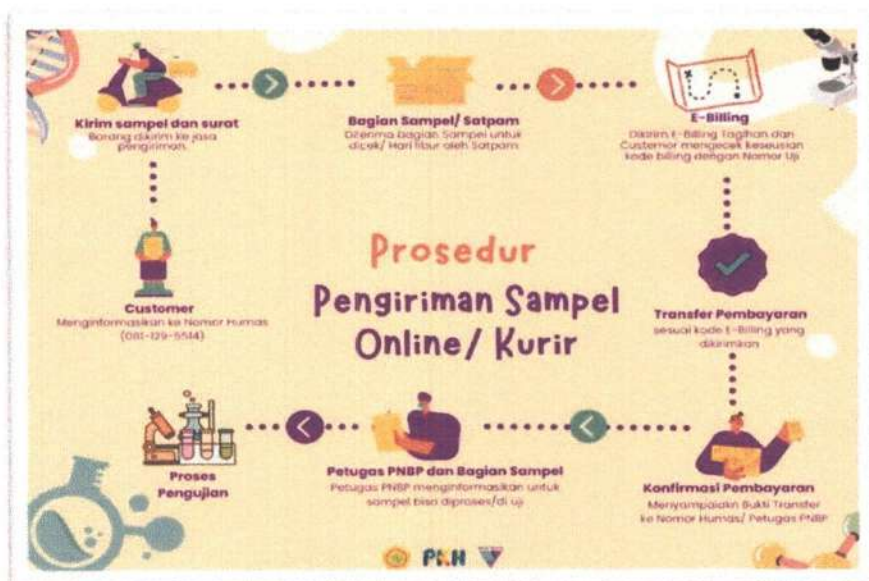 Kirim sampel dan surat
Barang dikirim ke jasa
pengiriman.
Bagian Sampel/ Satpam
Diterima bagian Sampel untuk
dicek/ Hari libur oleh Satpam
E-Billing
Dikirim E-Billing Tagihan dan
Customer mengecek kesesuian
kode billing dengan Nomor Uji
Customer
Menginformasikan ke Nomor Humas
(081-129-5514)
Prosedur
Pengiriman Sampel
Online/ Kurir
Transfer Pembayaran
sesuai kode E-Billing yang
dikirimkan
Proses
Pengujian
Petugas PNBP dan Bagian Sampel
Petugas PNBP menginformasikan untuk
sampel bisa diproses/di uji
Konfirmasi Pembayaran
Menyampaiakn Bukti Transfer
ke Nomor Humas/ Petugas PNBP
PKH